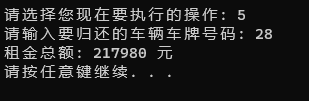 请选择您现在要执行的操作: 5
请输入要归还的车辆车牌号码: 28
租金总额: 217980 元
请按任意键继续. . .